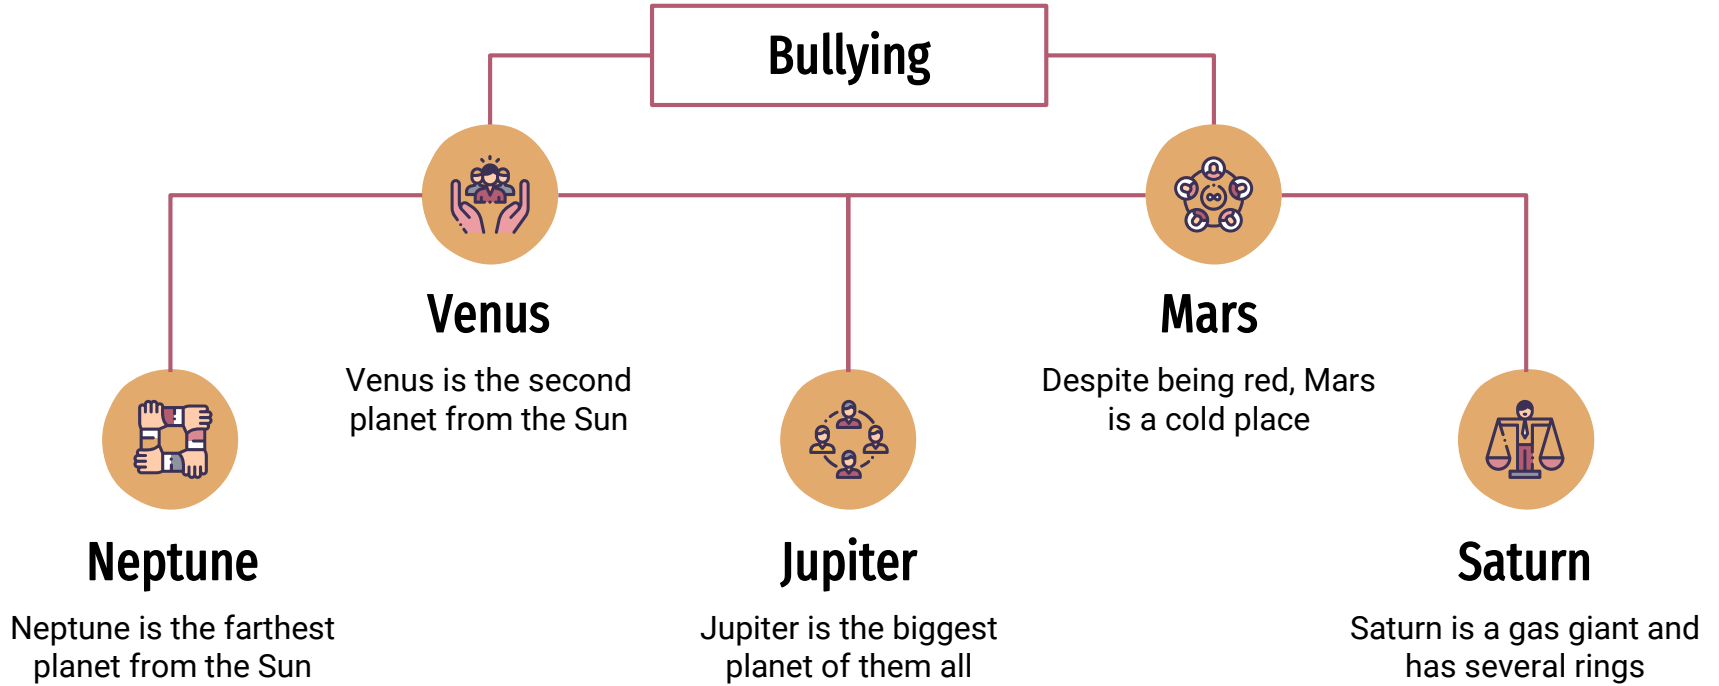 Bullying
Venus
Venus is the second
planet from the Sun
Mars
Despite being red, Mars
is a cold place
Neptune
Neptune is the farthest
planet from the Sun
Jupiter
Jupiter is the biggest
planet of them all
Saturn
Saturn is a gas giant and
has several rings